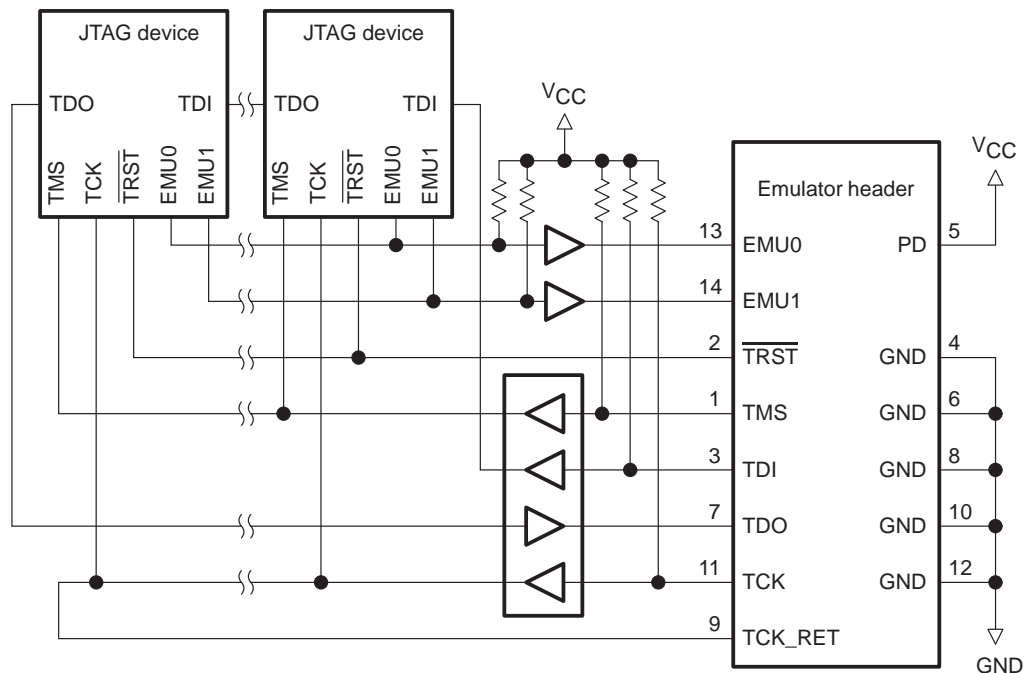 JTAG device
JTAG device
TDO
TDI
TDO
TDI
TMS
TCK
TRST
EMU0
EMU1
TMS
TCK
TRST
EMU0
EMU1
VCC
VCC
Emulator header
13
EMU0
PD
5
14
EMU1
2
TRST
GND
4
1
TMS
GND
6
3
TDI
GND
8
7
TDO
GND
10
11
TCK
GND
12
9
TCK_RET
GND